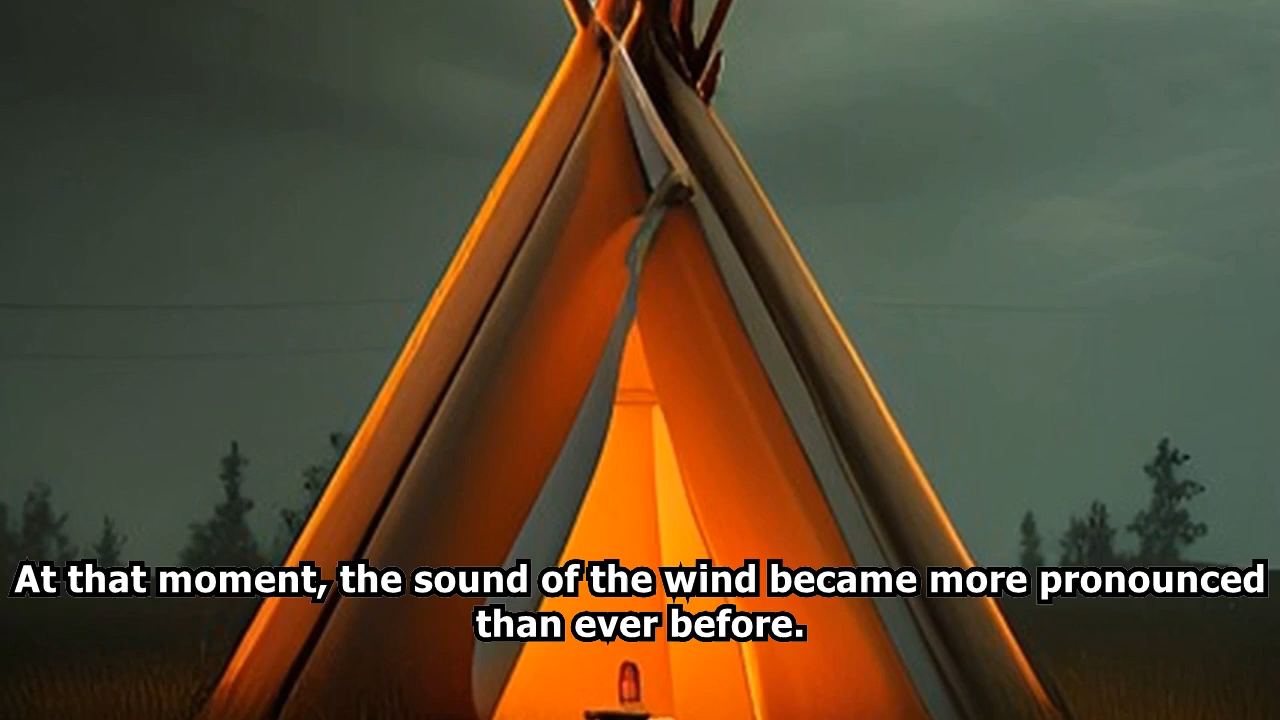 At that moment, the sound of the wind became more pronounced
than ever before.